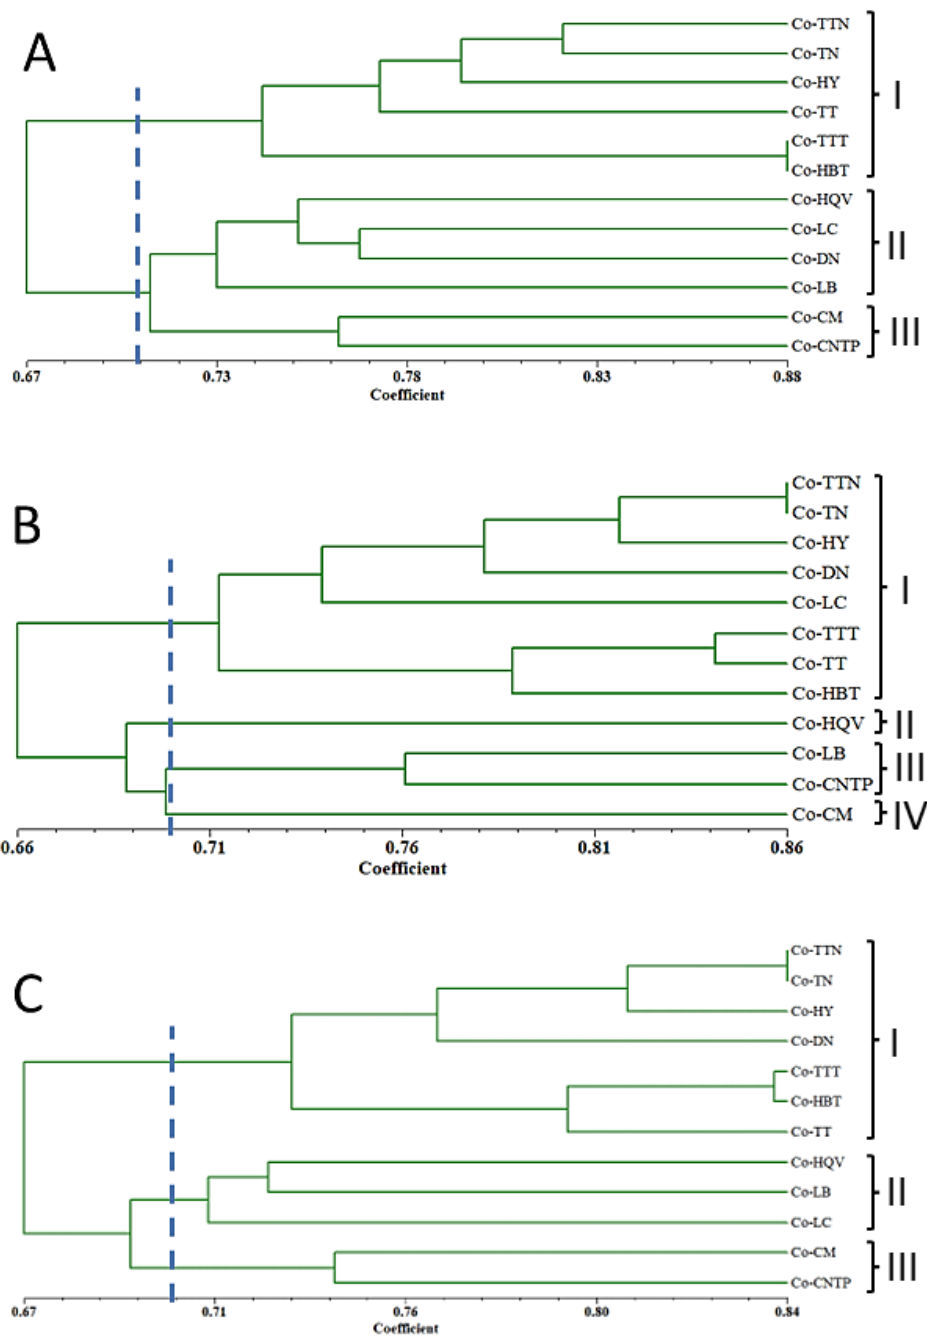 A
Co-TTN
Co-TN
Co-HY
Co-TT
Co-TTT
Co-HBT
I
Co-HQV
Co-LC
Co-DN
Co-LB
II
Co-CM
Co-CNTP
III
0.67 0.73 0.78 0.83 0.88
Coefficient
B
Co-TTN
Co-TN
Co-HY
Co-DN
Co-LC
Co-TTT
Co-TT
Co-HBT
I
Co-HQV II
Co-LB
Co-CNTP
III
Co-CM IV
0.66 0.71 0.76 0.81 0.86
Coefficient
C
Co-TTN
Co-TN
Co-HY
Co-DN
Co-TTT
Co-HBT
Co-TT
I
Co-HQV
Co-LB
Co-LC
II
Co-CM
Co-CNTP
III
0.67 0.71 0.76 0.80 0.84
Coefficient